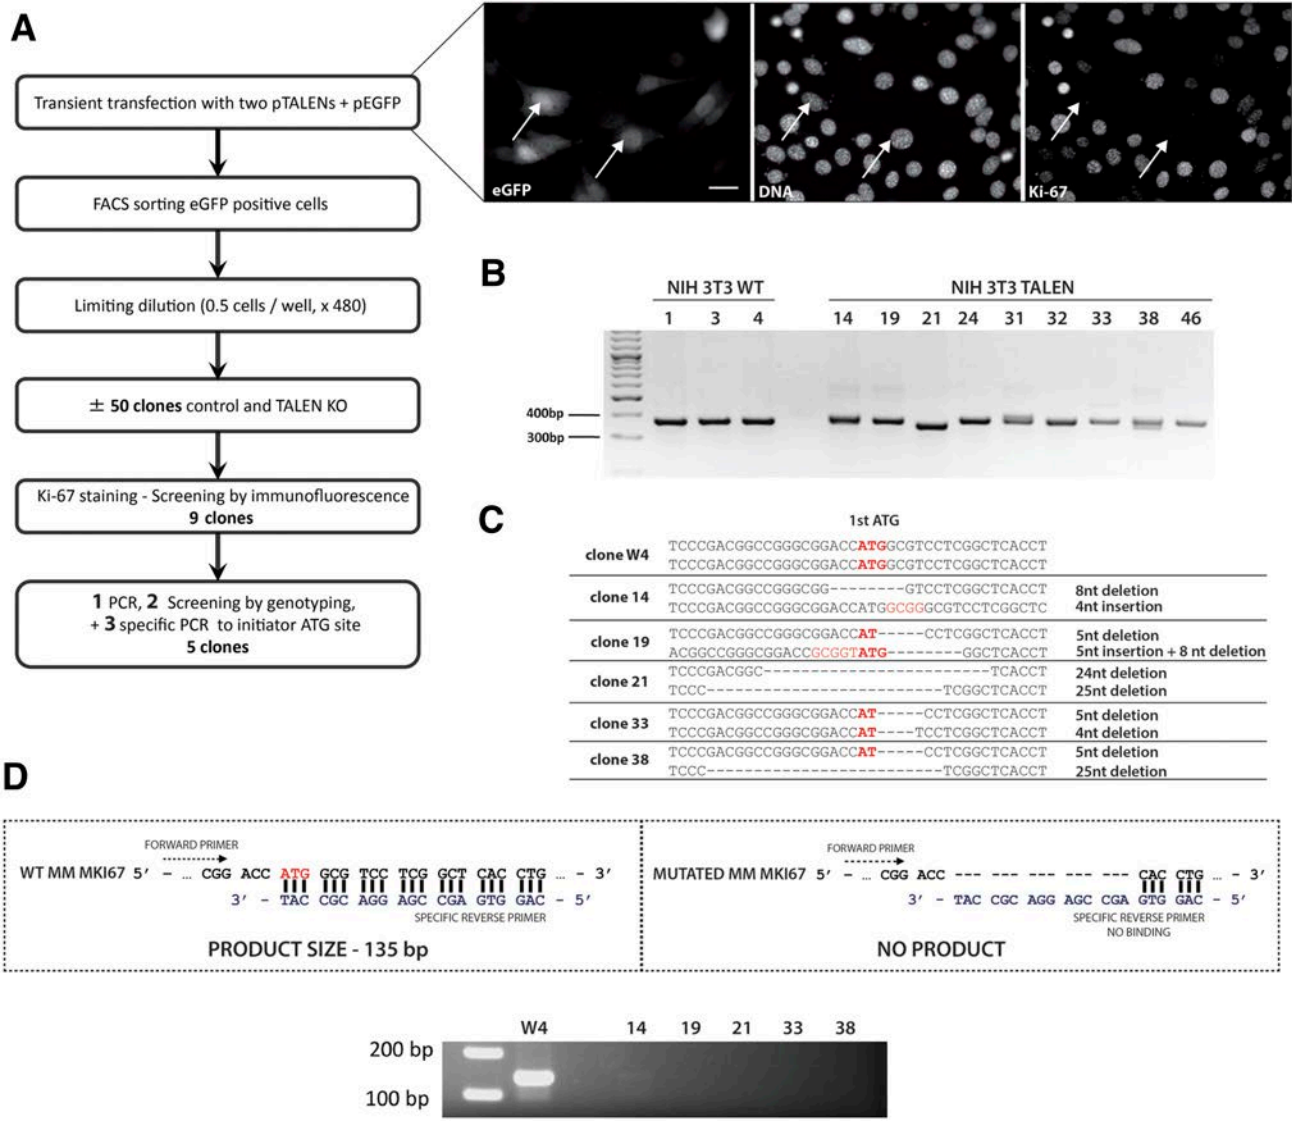 A
Transient transfection with two pTALENs + pEGFP
FACS sorting eGFP positive cells
Limiting dilution (0.5 cells / well, x 480)
± 50 clones control and TALEN KO
Ki-67 staining - Screening by immunofluorescence
9 clones
1 PCR, 2 Screening by genotyping,
+ 3 specific PCR to initiator ATG site
5 clones
eGFP
DNA
Ki-67
B
NIH 3T3 WT
NIH 3T3 TALEN
1 3 4 14 19 21 24 31 32 33 38 46
400bp
300bp
C
1st ATG
clone W4
TCCCGACGGCCGGGCGGACCATGGCGTCCTCGGCTCACCT
TCCCGACGGCCGGGCGGACCATGGCGTCCTCGGCTCACCT
clone 14
TCCCGACGGCCGGGCGG--------GTCCTCGGCTCACCT 8nt deletion
TCCCGACGGCCGGGCGGACCATGGCGGGCGTCCTCGGCTC 4nt insertion
clone 19
TCCCGACGGCCGGGCGGACCAT-----CCTCGGCTCACCT 5nt deletion
ACGGCCGGGCGGACCGCGGTATG--------GGCTCACCT 5nt insertion + 8 nt deletion
clone 21
TCCCGACGGC------------------------TCACCT 24nt deletion
TCCC-------------------------TCGGCTCACCT 25nt deletion
clone 33
TCCCGACGGCCGGGCGGACCAT-----CCTCGGCTCACCT 5nt deletion
TCCCGACGGCCGGGCGGACCAT----TCCTCGGCTCACCT 4nt deletion
clone 38
TCCCGACGGCCGGGCGGACCAT-----CCTCGGCTCACCT 5nt deletion
TCCC-------------------------TCGGCTCACCT 25nt deletion
D
FORWARD PRIMER
WT MM MKI67 5' - ... CGG ACC ATG GCG TCC TCG GCT CAC CTG ... - 3'
3' - TAC CGC AGG AGC CGA GTG GAC - 5'
SPECIFIC REVERSE PRIMER
PRODUCT SIZE - 135 bp
FORWARD PRIMER
MUTATED MM MKI67 5' - ... CGG ACC --- --- --- --- --- CAC CTG ... - 3'
3' - TAC CGC AGG AGC CGA GTG GAC - 5'
SPECIFIC REVERSE PRIMER
NO BINDING
NO PRODUCT
W4 14 19 21 33 38
200 bp
100 bp